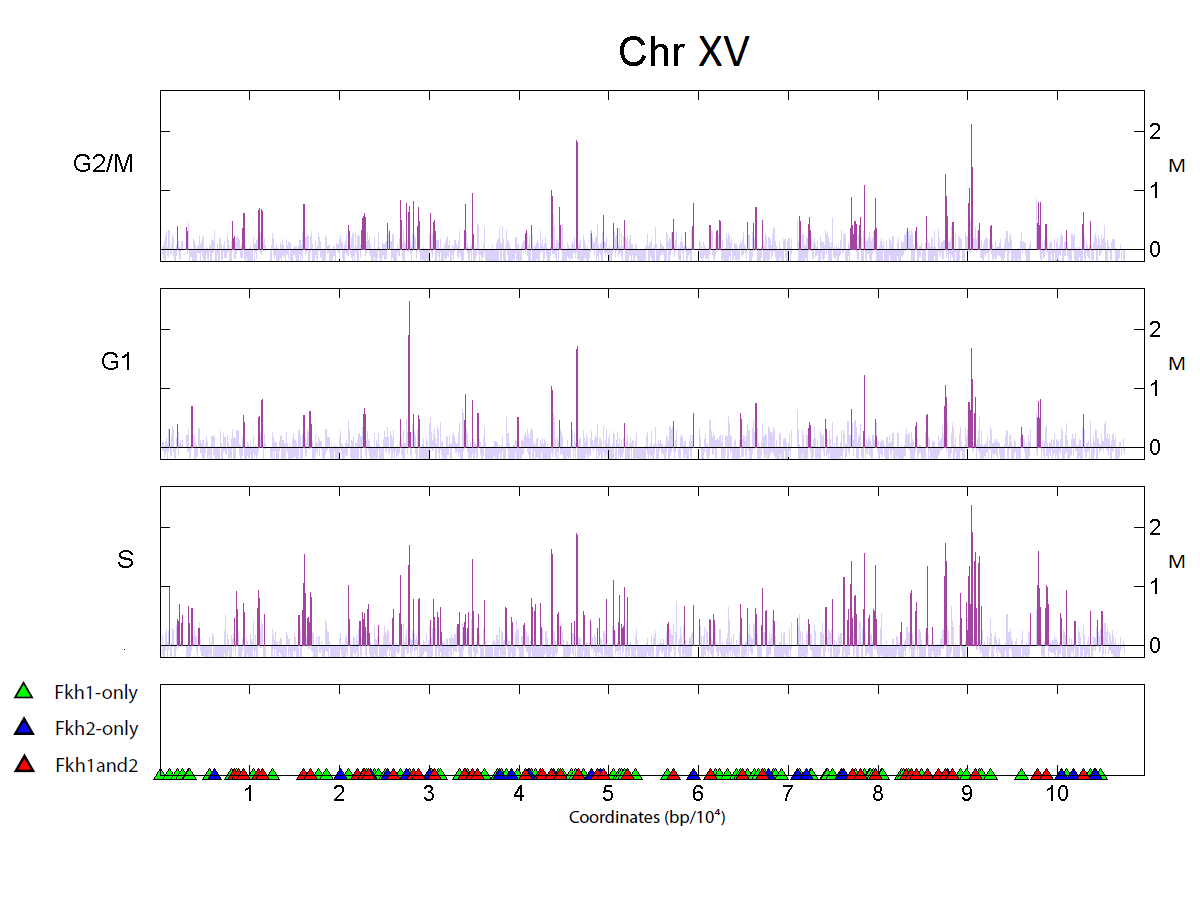 Chr XV
G2/M
2
M
1
0
G1
2
M
1
0
S
2
M
1
0
Fkh1-only
Fkh2-only
Fkh1and2
1 2 3 4 5 6 7 8 9 10
Coordinates (bp/10⁴)